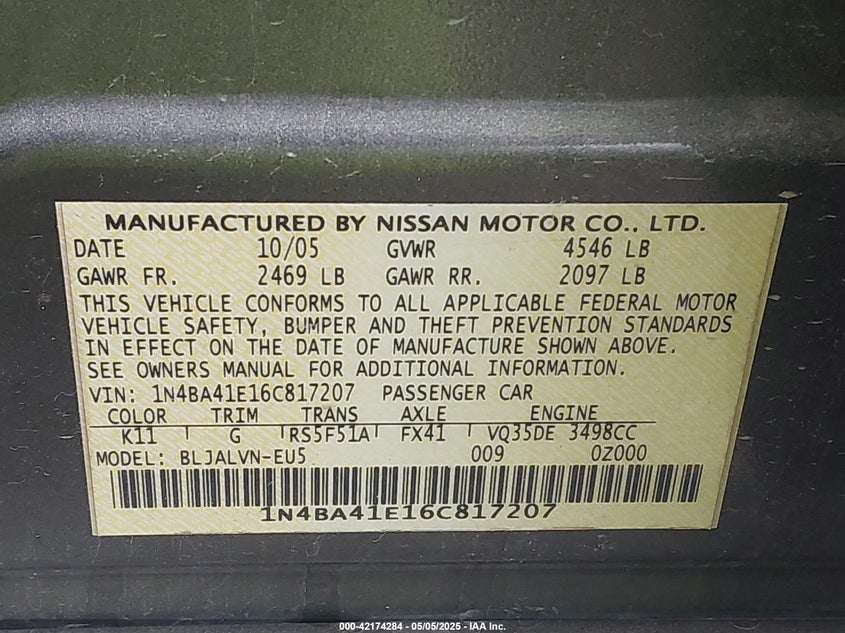 MANUFACTURED BY NISSAN MOTOR CO., LTD.
DATE 10/05 GVWR 4546 LB
GAWR FR. 2469 LB GAWR RR. 2097 LB
THIS VEHICLE CONFORMS TO ALL APPLICABLE FEDERAL MOTOR
VEHICLE SAFETY, BUMPER AND THEFT PREVENTION STANDARDS
IN EFFECT ON THE DATE OF MANUFACTURE SHOWN ABOVE.
SEE OWNERS MANUAL FOR ADDITIONAL INFORMATION.
VIN: 1N4BA41E16C817207 PASSENGER CAR
COLOR TRIM TRANS AXLE ENGINE
K11 G RS5F51A FX41 VQ35DE 3498CC
MODEL: BLJALVN-EU5 009 0Z000
1N4BA41E16C817207
000-42174284 - 05/05/2025 - IAA Inc.